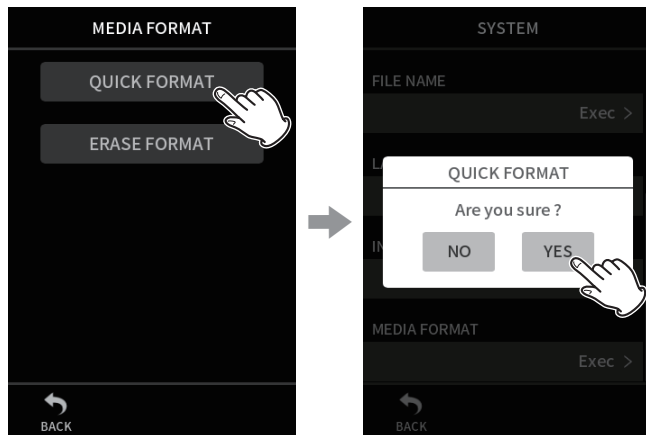 MEDIA FORMAT
QUICK FORMAT
ERASE FORMAT
BACK
SYSTEM
FILE NAME
Exec >
QUICK FORMAT
Are you sure ?
NO YES
MEDIA FORMAT
Exec >
BACK